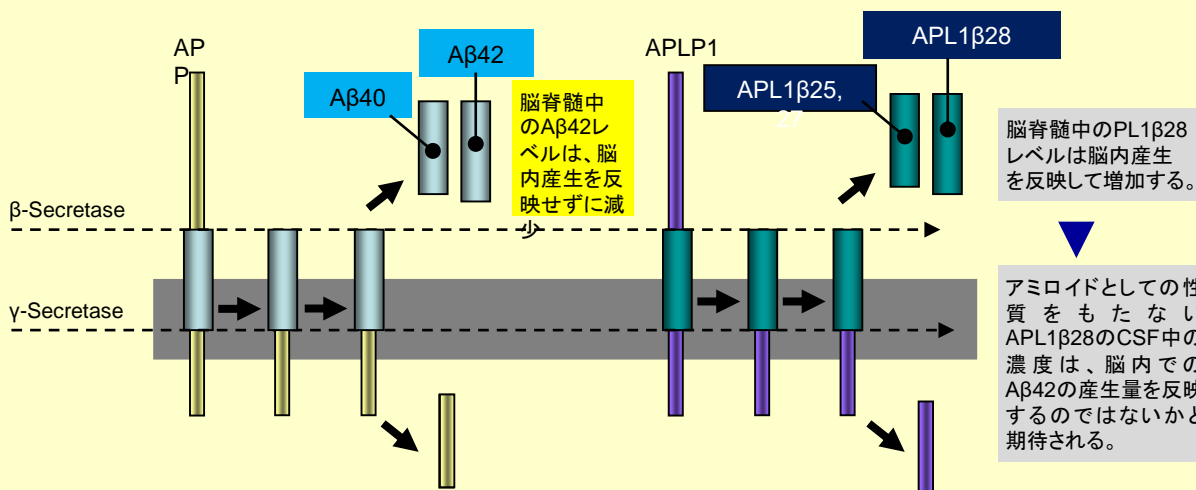 AP
P
Aβ40
Aβ42
脳脊髄中
のAβ42レ
ベルは、脳
内産生を反
映せずに減
少
APLP1
APL1β25,
27
APL1β28
脳脊髄中のPL1β28
レベルは脳内産生
を反映して増加する。
β-Secretase
γ-Secretase
アミロイドとしての性
質をもたない
APL1β28のCSF中の
濃度は、脳内での
Aβ42の産生量を反映
するのではないかと
期待される。